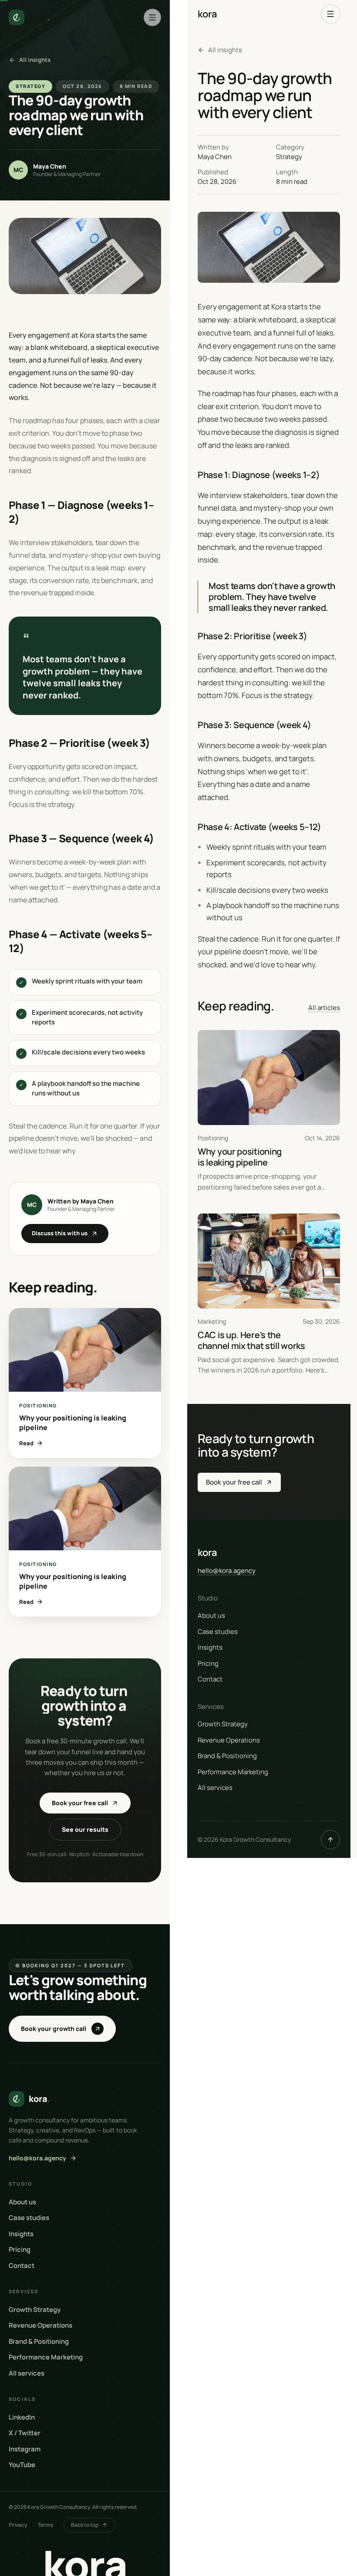 All insights
STRATEGY
OCT 28, 2026
8 MIN READ
The 90-day growth
roadmap we run with
every client
MC
Maya Chen
Founder & Managing Partner
Every engagement at Kora starts the same
way: a blank whiteboard, a skeptical executive
team, and a funnel full of leaks. And every
engagement runs on the same 90-day
cadence. Not because we're lazy — because it
works.
The roadmap has four phases, each with a clear
exit criterion. You don't move to phase two
because two weeks passed. You move because
the diagnosis is signed off and the leaks are
ranked.
Phase 1 — Diagnose (weeks 1–
2)
We interview stakeholders, tear down the
funnel data, and mystery-shop your own buying
experience. The output is a leak map: every
stage, its conversion rate, its benchmark, and
the revenue trapped inside.
“
Most teams don't have a
growth problem — they have
twelve small leaks they
never ranked.
Phase 2 — Prioritise (week 3)
Every opportunity gets scored on impact,
confidence, and effort. Then we do the hardest
thing in consulting: we kill the bottom 70%.
Focus is the strategy.
Phase 3 — Sequence (week 4)
Winners become a week-by-week plan with
owners, budgets, and targets. Nothing ships
'when we get to it' — everything has a date and a
name attached.
Phase 4 — Activate (weeks 5–
12)
Weekly sprint rituals with your team
Experiment scorecards, not activity
reports
Kill/scale decisions every two weeks
A playbook handoff so the machine
runs without us
Steal the cadence. Run it for one quarter. If your
pipeline doesn't move, we'll be shocked — and
we'd love to hear why.
MC
Written by Maya Chen
Founder & Managing Partner
Discuss this with us
Keep reading.
POSITIONING
Why your positioning is leaking
pipeline
Read
POSITIONING
Why your positioning is leaking
pipeline
Read
Ready to turn
growth into a
system?
Book a free 30-minute growth call. We'll
tear down your funnel live and hand you
three moves you can ship this month —
whether you hire us or not.
Book your free call
See our results
Free 30-min call · No pitch · Actionable teardown
BOOKING Q1 2027 — 3 SPOTS LEFT
Let's grow something
worth talking about.
Book your growth call
kora.
A growth consultancy for ambitious teams.
Strategy, creative, and RevOps — built to book
calls and compound revenue.
hello@kora.agency
STUDIO
About us
Case studies
Insights
Pricing
Contact
SERVICES
Growth Strategy
Revenue Operations
Brand & Positioning
Performance Marketing
All services
SOCIALS
LinkedIn
X / Twitter
Instagram
YouTube
© 2026 Kora Growth Consultancy. All rights reserved.
Privacy
Terms
Back to top
kora
kora
All insights
The 90-day growth
roadmap we run
with every client
Written by
Maya Chen
Category
Strategy
Published
Oct 28, 2026
Length
8 min read
Every engagement at Kora starts the
same way: a blank whiteboard, a skeptical
executive team, and a funnel full of leaks.
And every engagement runs on the same
90-day cadence. Not because we're lazy,
because it works.
The roadmap has four phases, each with a
clear exit criterion. You don't move to
phase two because two weeks passed.
You move because the diagnosis is signed
off and the leaks are ranked.
Phase 1: Diagnose (weeks 1–2)
We interview stakeholders, tear down the
funnel data, and mystery-shop your own
buying experience. The output is a leak
map: every stage, its conversion rate, its
benchmark, and the revenue trapped
inside.
Most teams don't have a growth
problem. They have twelve
small leaks they never ranked.
Phase 2: Prioritise (week 3)
Every opportunity gets scored on impact,
confidence, and effort. Then we do the
hardest thing in consulting: we kill the
bottom 70%. Focus is the strategy.
Phase 3: Sequence (week 4)
Winners become a week-by-week plan
with owners, budgets, and targets.
Nothing ships 'when we get to it'.
Everything has a date and a name
attached.
Phase 4: Activate (weeks 5–12)
Weekly sprint rituals with your team
Experiment scorecards, not activity
reports
Kill/scale decisions every two weeks
A playbook handoff so the machine runs
without us
Steal the cadence. Run it for one quarter. If
your pipeline doesn't move, we'll be
shocked, and we'd love to hear why.
Keep reading.
All articles
Positioning
Oct 14, 2026
Why your positioning
is leaking pipeline
If prospects arrive price-shopping, your
positioning failed before sales ever got a…
Marketing
Sep 30, 2026
CAC is up. Here's the
channel mix that still works
Paid social got expensive. Search got crowded.
The winners in 2026 run a portfolio. Here's…
Ready to turn growth
into a system?
Book your free call
kora
hello@kora.agency
Studio
About us
Case studies
Insights
Pricing
Contact
Services
Growth Strategy
Revenue Operations
Brand & Positioning
Performance Marketing
All services
© 2026 Kora Growth Consultancy